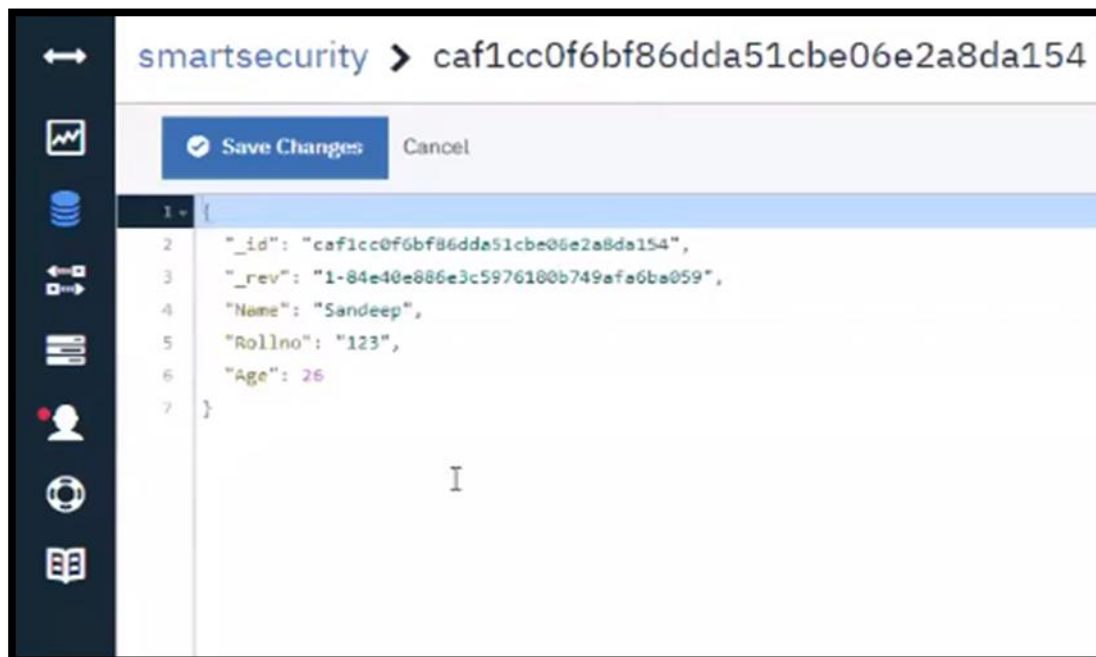 smartsecurity > caf1cc0f6bf86dda51cbe06e2a8da154
Save Changes Cancel
1 {
2 "_id": "caf1cc0f6bf86dda51cbe06e2a8da154",
3 "_rev": "1-84e40e886e3c5976180b749afa6ba059",
4 "Name": "Sandeep",
5 "Rollno": "123",
6 "Age": 26
7 }